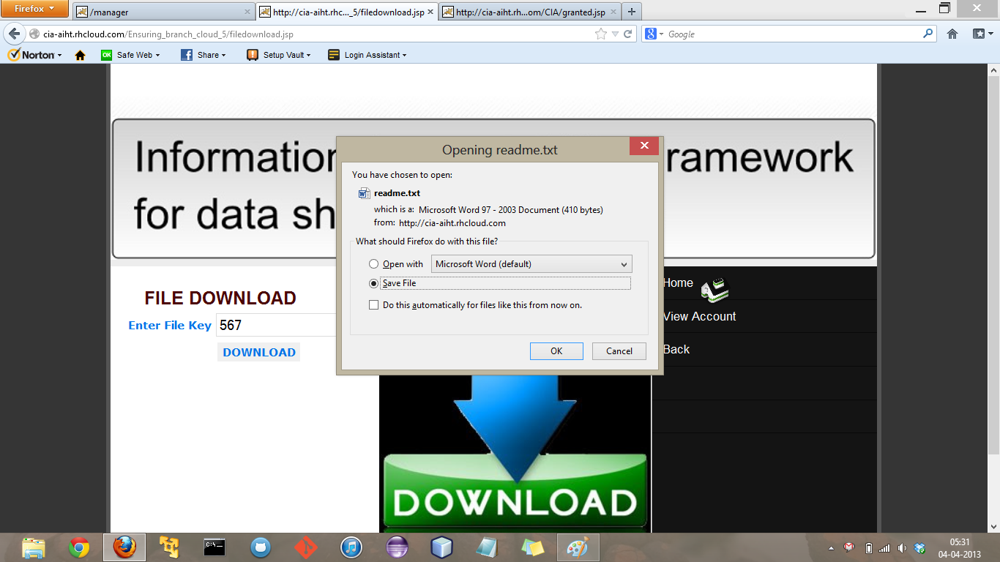 Firefox
/manager
http://cia-aiht.rhc..._5/filedownload.jsp
http://cia-aiht.rh...om/CIA/granted.jsp
cia-aiht.rhcloud.com/Ensuring_branch_cloud_5/filedownload.jsp
Google
Norton
OK Safe Web
Share
Setup Vault
Login Assistant
Information
ramework
for data sh
Opening readme.txt
You have chosen to open:
readme.txt
which is a: Microsoft Word 97 - 2003 Document (410 bytes)
from: http://cia-aiht.rhcloud.com
What should Firefox do with this file?
Open with
Microsoft Word (default)
Save File
Do this automatically for files like this from now on.
OK
Cancel
FILE DOWNLOAD
Enter File Key
567
DOWNLOAD
Home
View Account
Back
DOWNLOAD
C:\.
05:31
04-04-2013